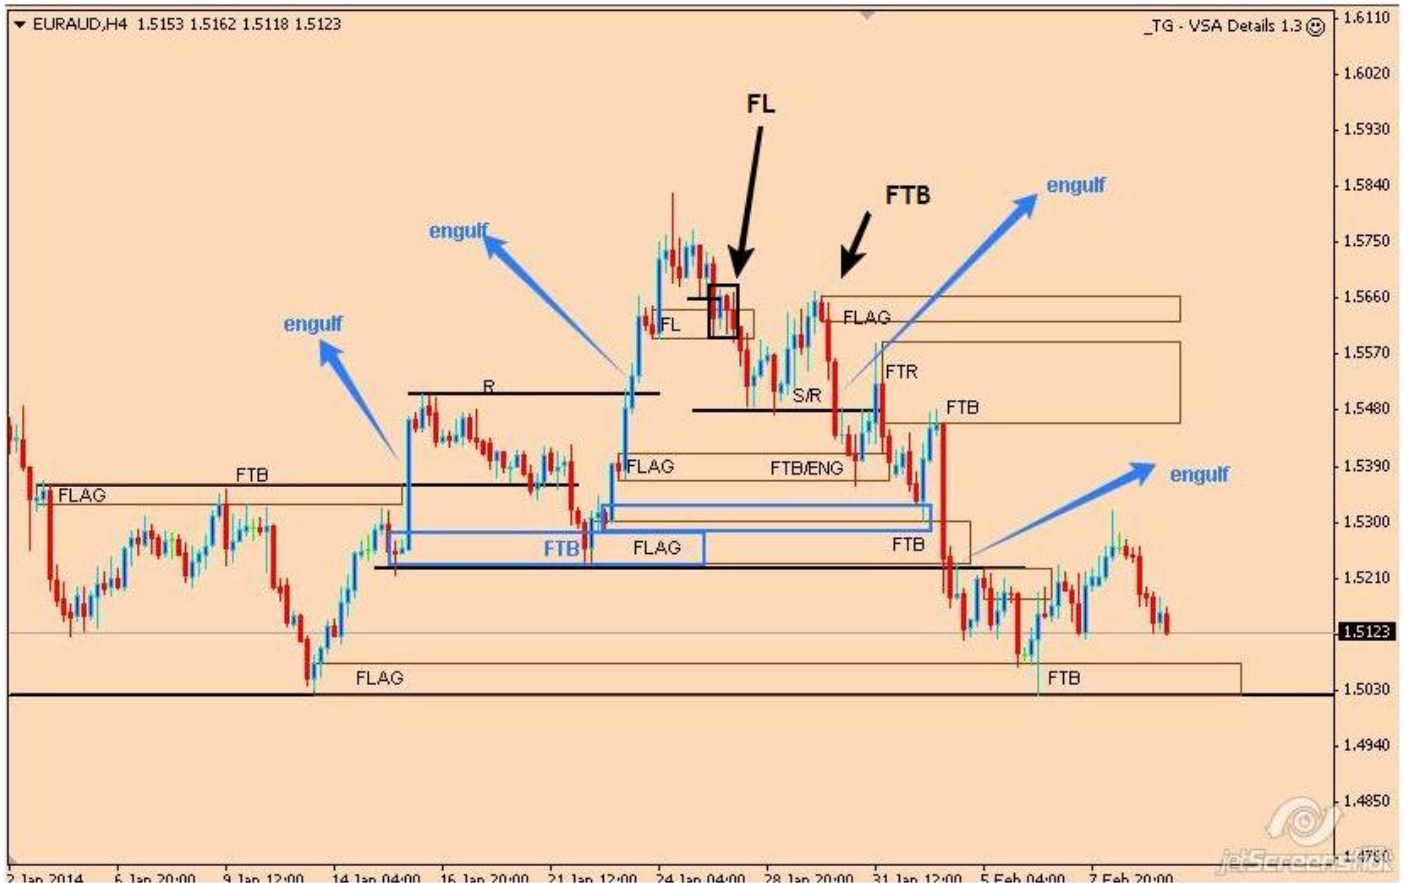 EURAUD,H4 1.5153 1.5162 1.5118 1.5123
_TG - VSA Details 1.3
1.6110
1.6020
1.5930
1.5840
1.5750
1.5660
1.5570
1.5480
1.5390
1.5300
1.5210
1.5123
1.5030
1.4940
1.4850
1.4760
FL
FTB
engulf
engulf
engulf
FL
FLAG
FTR
R
S/R
FTB
FTB
FLAG
FLAG
FTB/ENG
engulf
FTB
FLAG
FTB
FLAG
FTB
jetScreenshot
2 Jan 2014
6 Jan 20:00
9 Jan 12:00
14 Jan 04:00
16 Jan 20:00
21 Jan 12:00
24 Jan 04:00
28 Jan 20:00
31 Jan 12:00
5 Feb 04:00
7 Feb 20:00